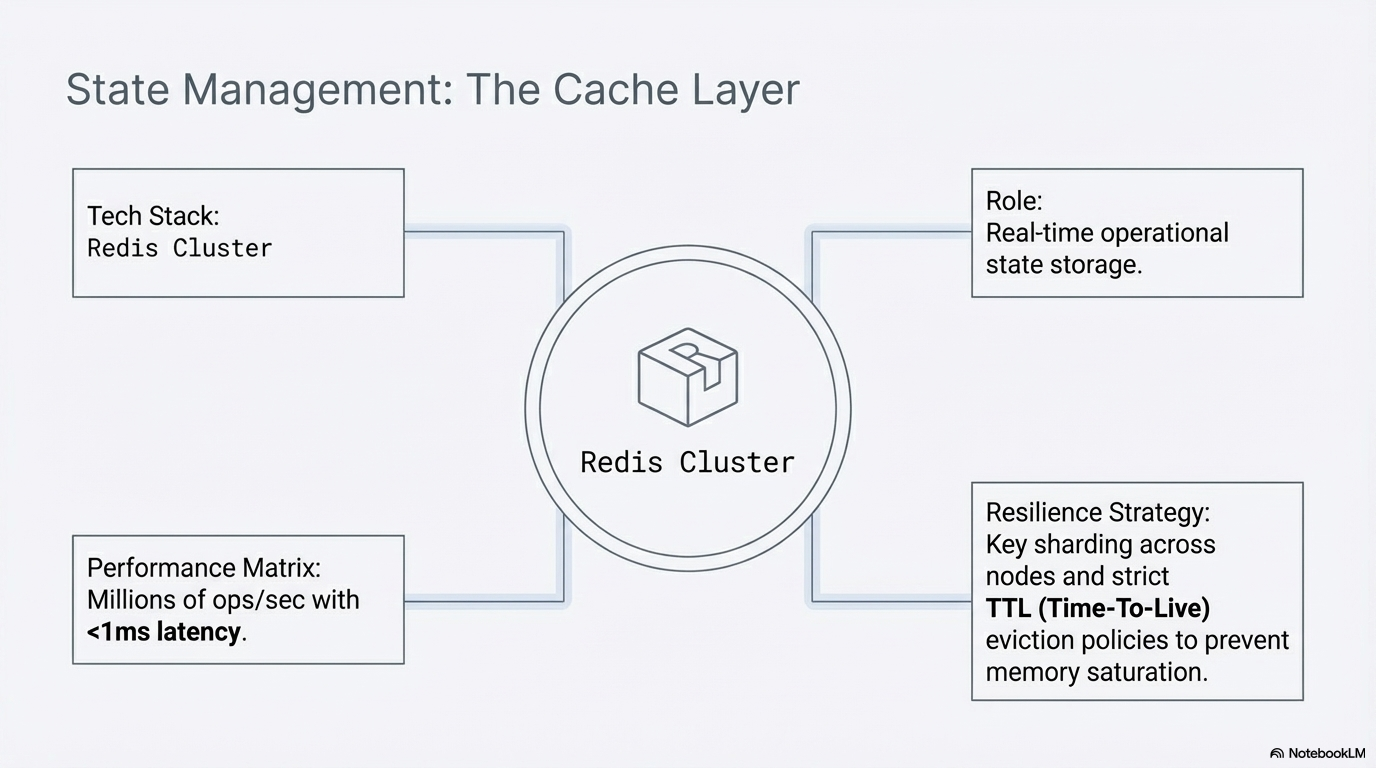 State Management: The Cache Layer
Tech Stack:
Redis Cluster
Role:
Real-time operational
state storage.
Redis Cluster
Performance Matrix:
Millions of ops/sec with
<1ms latency.
Resilience Strategy:
Key sharding across
nodes and strict
TTL (Time-To-Live)
eviction policies to prevent
memory saturation.
NotebookLM